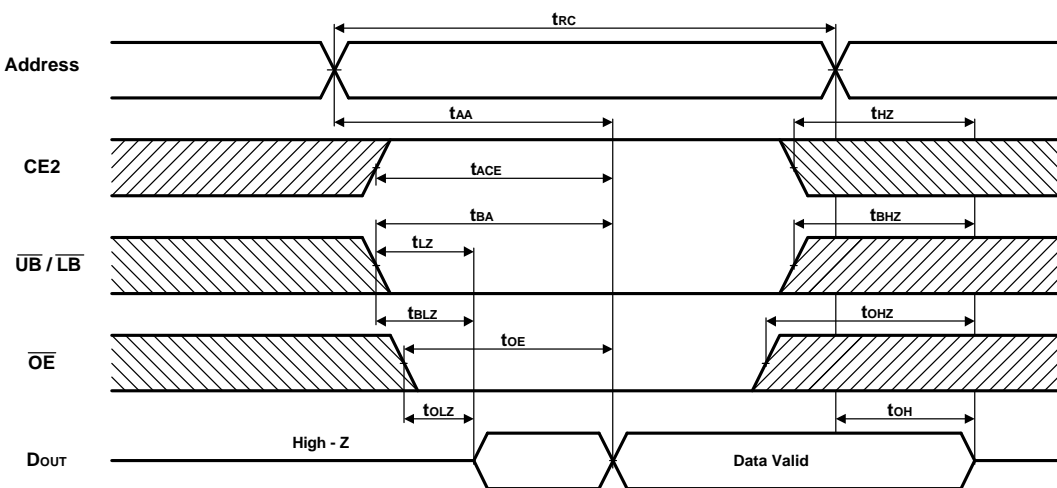 tRC
Address
tAA
tHZ
CE2
tACE
tBA
tBHZ
tLZ
UB / LB
tBLZ
tOHZ
tOE
OE
tOLZ
tOH
High - Z
DOUT
Data Valid